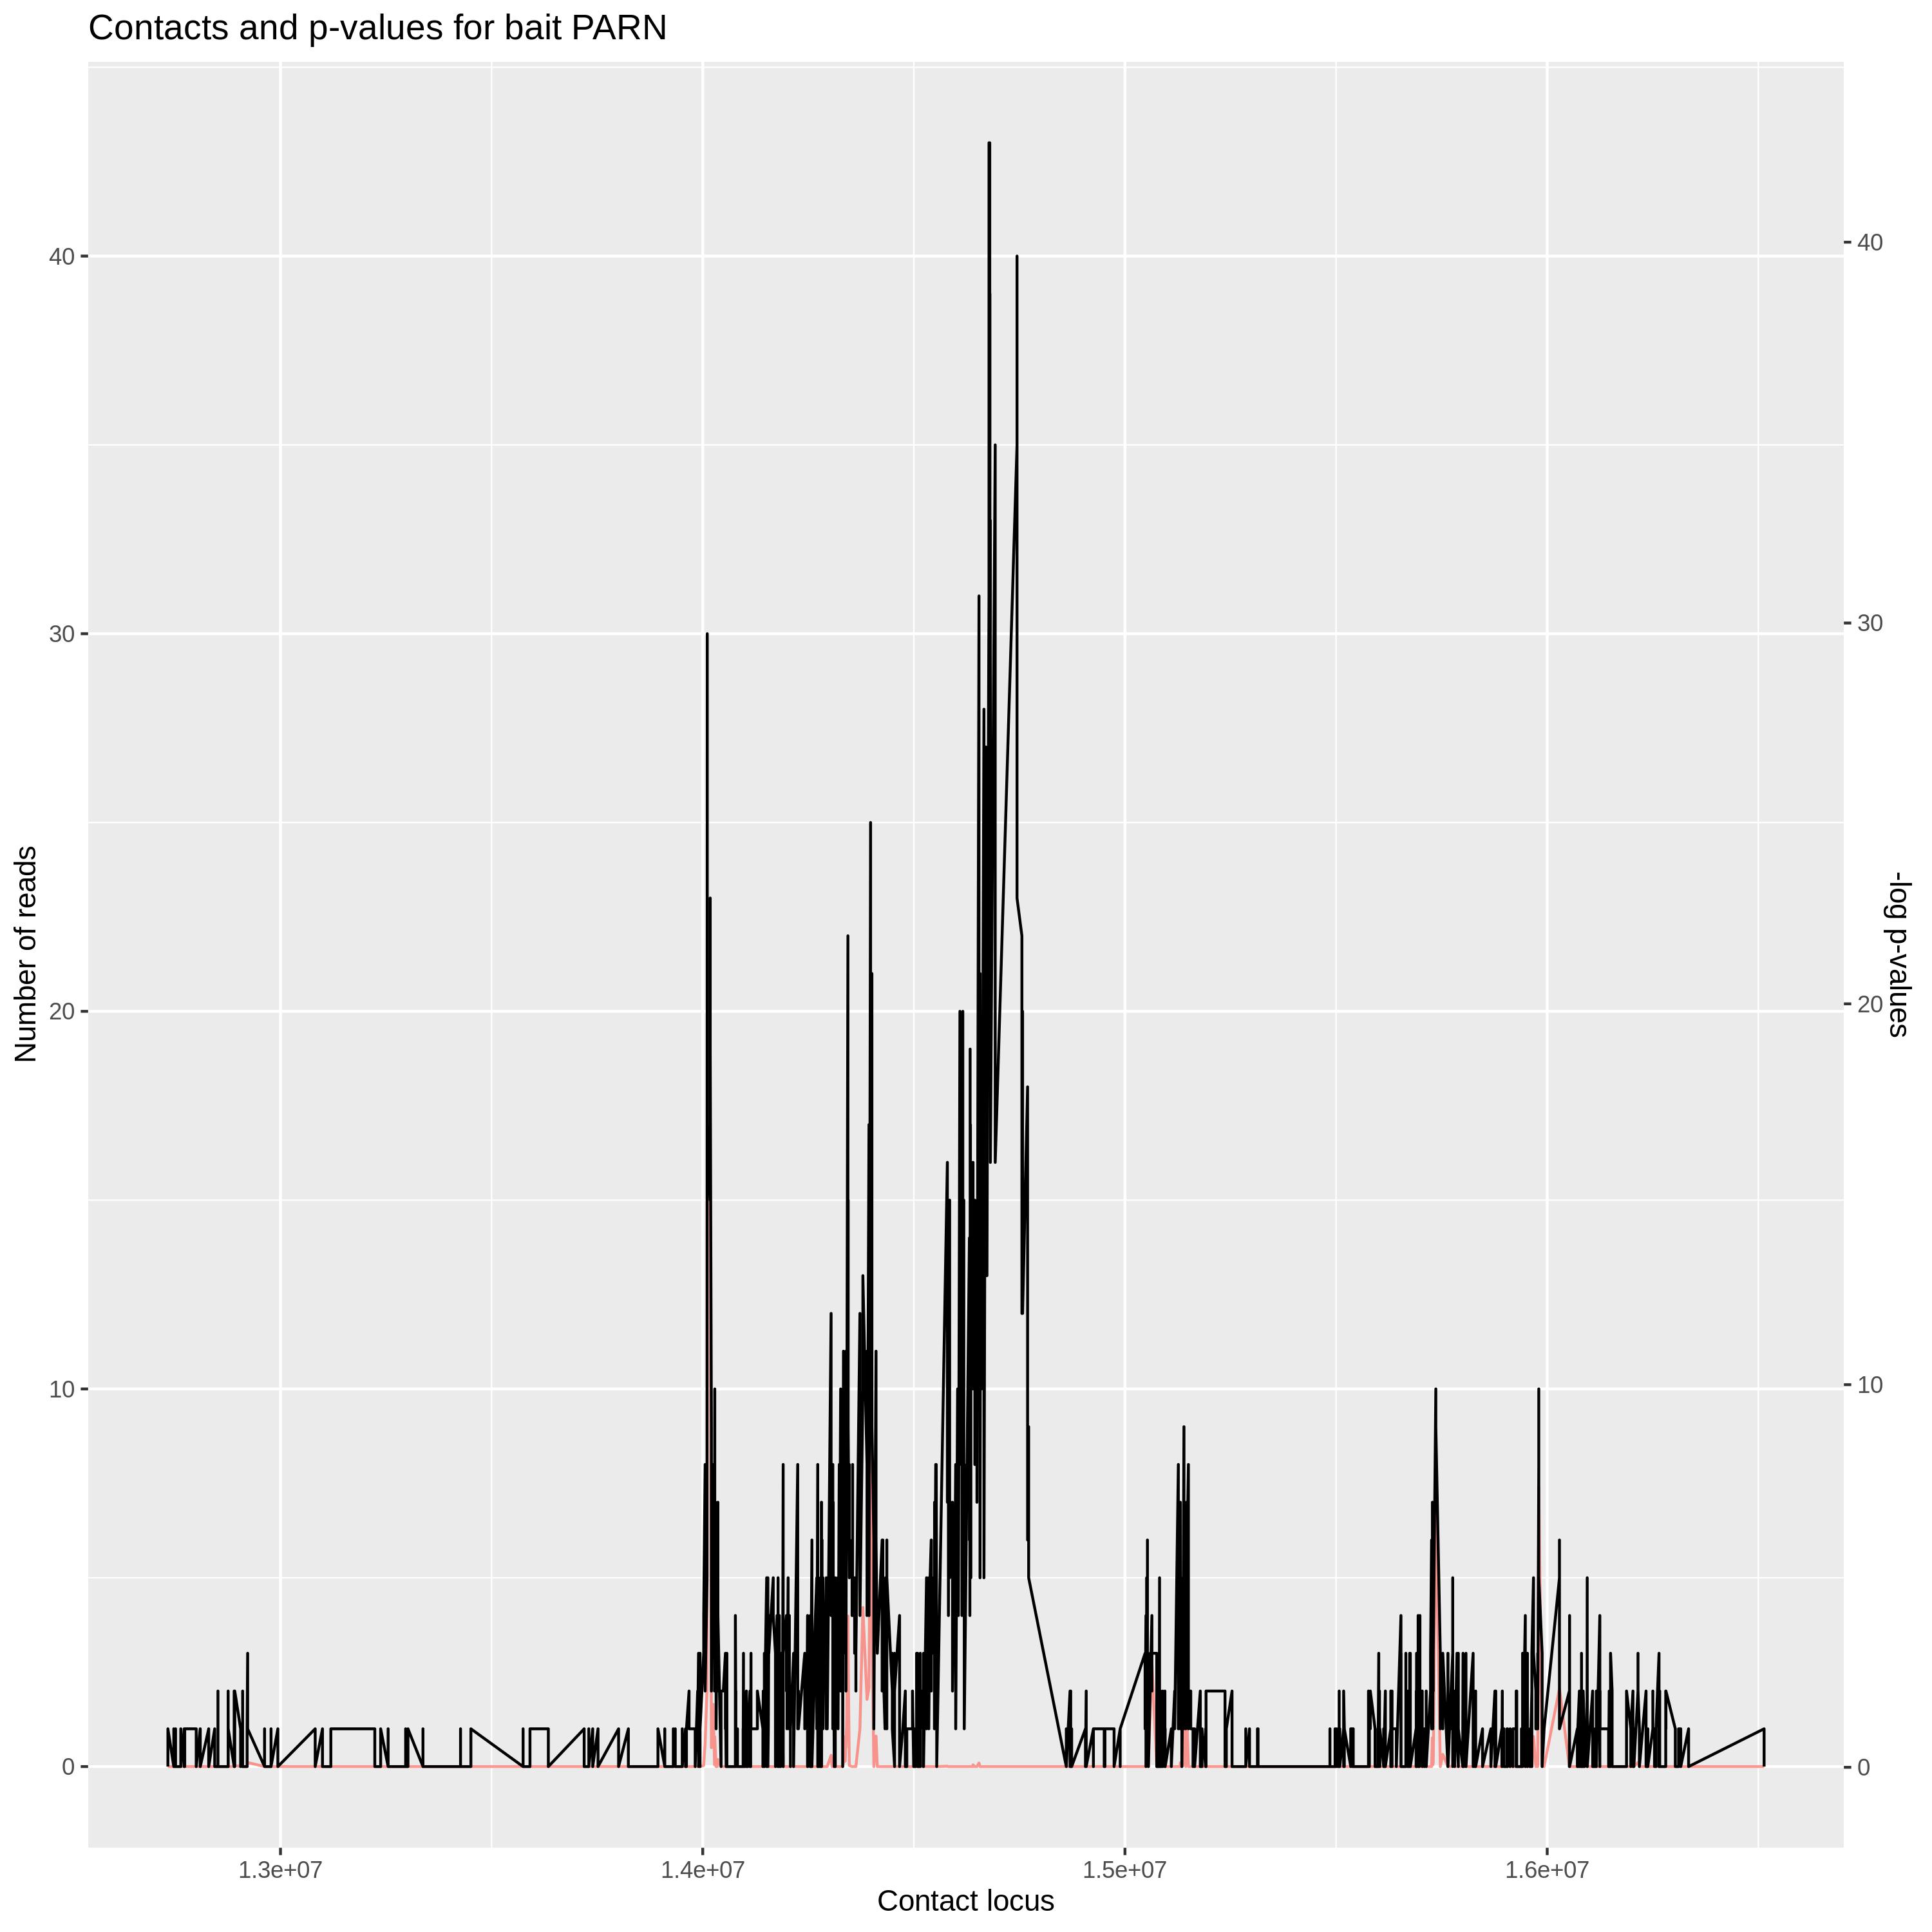 Contacts and p-values for bait PARN
40
30
20
10
0
40
30
20
10
0
Number of reads
-log p-values
1.3e+07 1.4e+07 1.5e+07 1.6e+07
Contact locus